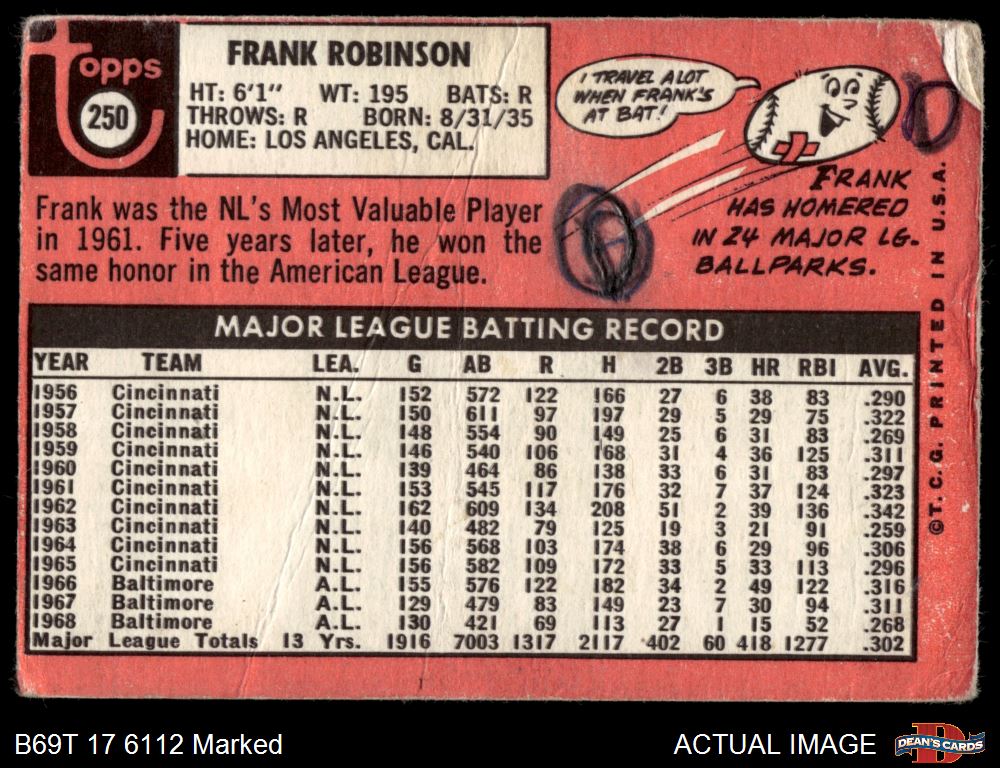 topps
250
FRANK ROBINSON
HT: 6'1" WT: 195 BATS: R
THROWS: R BORN: 8/31/35
HOME: LOS ANGELES, CAL.
I TRAVEL A LOT
WHEN FRANK'S
AT BAT!
Frank was the NL's Most Valuable Player
in 1961. Five years later, he won the
same honor in the American League.
FRANK
HAS HOMERED
IN 24 MAJOR LG.
BALLPARKS.
MAJOR LEAGUE BATTING RECORD
YEAR TEAM LEA. G AB R H 2B 3B HR RBI AVG.
1956 Cincinnati N.L. 152 572 122 166 27 6 38 83 .290
1957 Cincinnati N.L. 150 611 97 197 29 5 29 75 .322
1958 Cincinnati N.L. 148 554 90 149 25 6 31 83 .269
1959 Cincinnati N.L. 146 540 106 168 31 4 36 125 .311
1960 Cincinnati N.L. 139 464 86 138 33 6 31 83 .297
1961 Cincinnati N.L. 153 545 117 176 32 7 37 124 .323
1962 Cincinnati N.L. 162 609 134 208 51 2 39 136 .342
1963 Cincinnati N.L. 140 482 79 125 19 3 21 91 .259
1964 Cincinnati N.L. 156 568 103 174 38 6 29 96 .306
1965 Cincinnati N.L. 156 582 109 172 33 5 33 113 .296
1966 Baltimore A.L. 155 576 122 182 34 2 49 122 .316
1967 Baltimore A.L. 129 479 83 149 23 7 30 94 .311
1968 Baltimore A.L. 130 421 69 113 27 1 15 52 .268
Major League Totals 13 Yrs. 1916 7003 1317 2117 402 60 418 1277 .302
©T.C.G. PRINTED IN U.S.A.
B69T 17 6112 Marked
ACTUAL IMAGE
DEAN'S CARDS